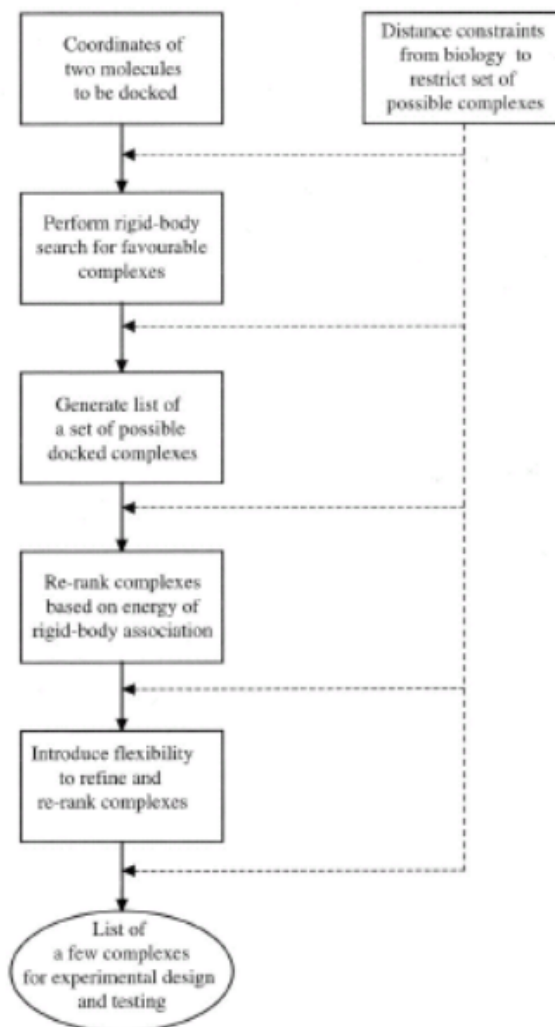 Coordinates of
two molecules
to be docked
Distance constraints
from biology to
restrict set of
possible complexes
Perform rigid-body
search for favourable
complexes
Generate list of
a set of possible
docked complexes
Re-rank complexes
based on energy of
rigid-body association
Introduce flexibility
to refine and
re-rank complexes
List of
a few complexes
for experimental design
and testing